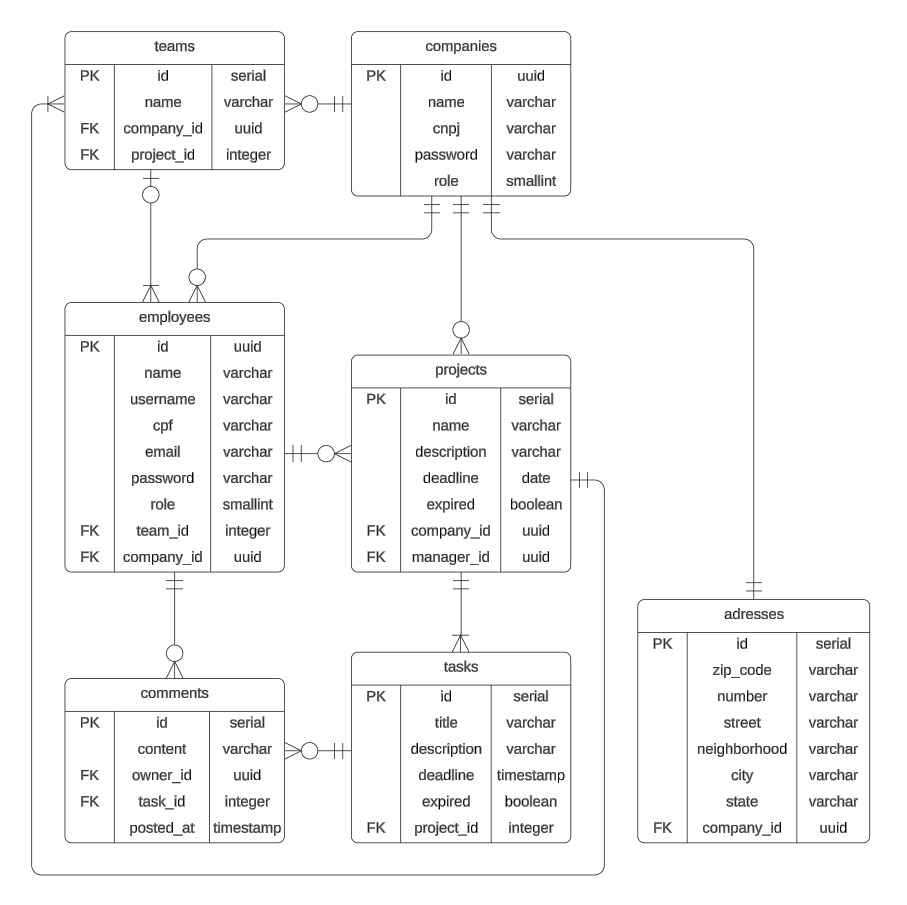 teams
PK id serial
name varchar
FK company_id uuid
FK project_id integer
companies
PK id uuid
name varchar
cnpj varchar
password varchar
role smallint
employees
PK id uuid
name varchar
username varchar
cpf varchar
email varchar
password varchar
role smallint
FK team_id integer
FK company_id uuid
projects
PK id serial
name varchar
description varchar
deadline date
expired boolean
FK company_id uuid
FK manager_id uuid
adresses
PK id serial
zip_code varchar
number varchar
street varchar
neighborhood varchar
city varchar
state varchar
FK company_id uuid
comments
PK id serial
content varchar
FK owner_id uuid
FK task_id integer
posted_at timestamp
tasks
PK id serial
title varchar
description varchar
deadline timestamp
expired boolean
FK project_id integer